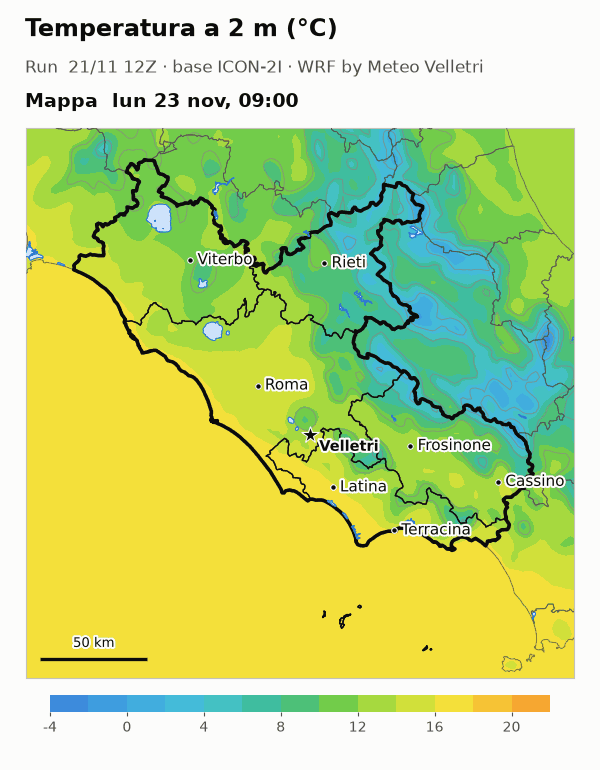 Temperatura a 2 m (°C)
Run  21/11 12Z · base ICON-2I · WRF by Meteo Velletri
Mappa  lun 23 nov, 09:00
Viterbo
Rieti
Roma
Velletri
Frosinone
Latina
Cassino
Terracina
50 km
-4 0 4 8 12 16 20